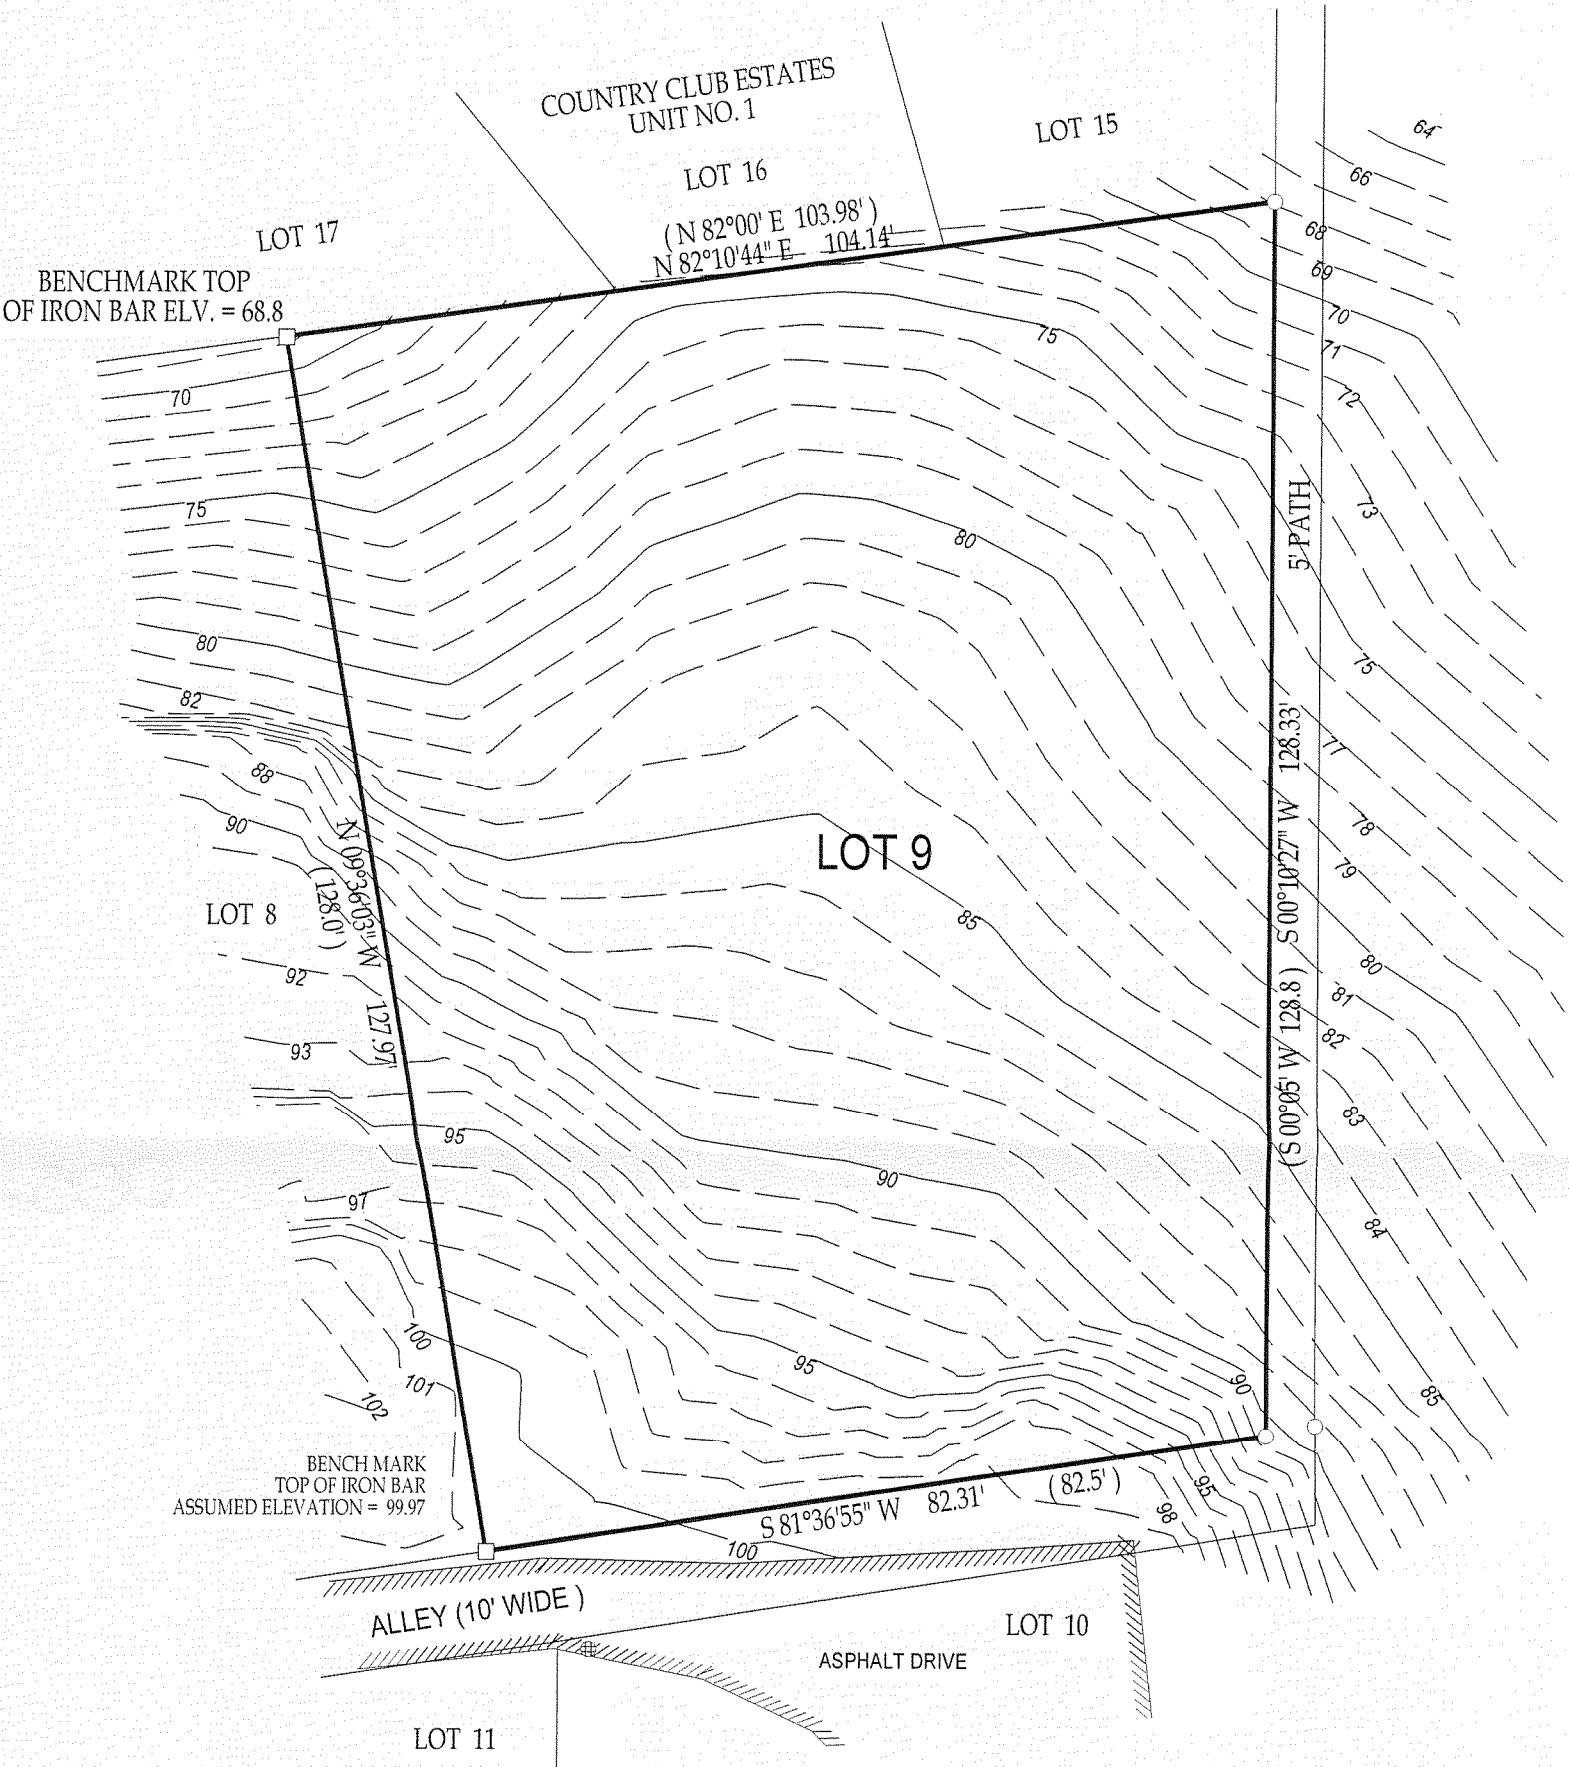 COUNTRY CLUB ESTATES
UNIT NO. 1
LOT 15
LOT 16
LOT 17
( N 82°00' E 103.98' )
N 82°10'44" E 104.14'
BENCHMARK TOP
OF IRON BAR ELV. = 68.8
64
66
68
69
70
71
72
73
75
77
78
79
80
81
82
83
84
85
70
75
80
82
88
90
92
93
95
97
100
101
102
75
80
85
90
95
90
95
98
100
5' PATH
S 00°10'27" W 128.33'
( S 00°05' W 128.8 )
LOT 9
LOT 8
N 09°36'03" W 127.97'
( 128.0' )
BENCH MARK
TOP OF IRON BAR
ASSUMED ELEVATION = 99.97
S 81°36'55" W 82.31' ( 82.5' )
ALLEY (10' WIDE )
LOT 10
ASPHALT DRIVE
LOT 11